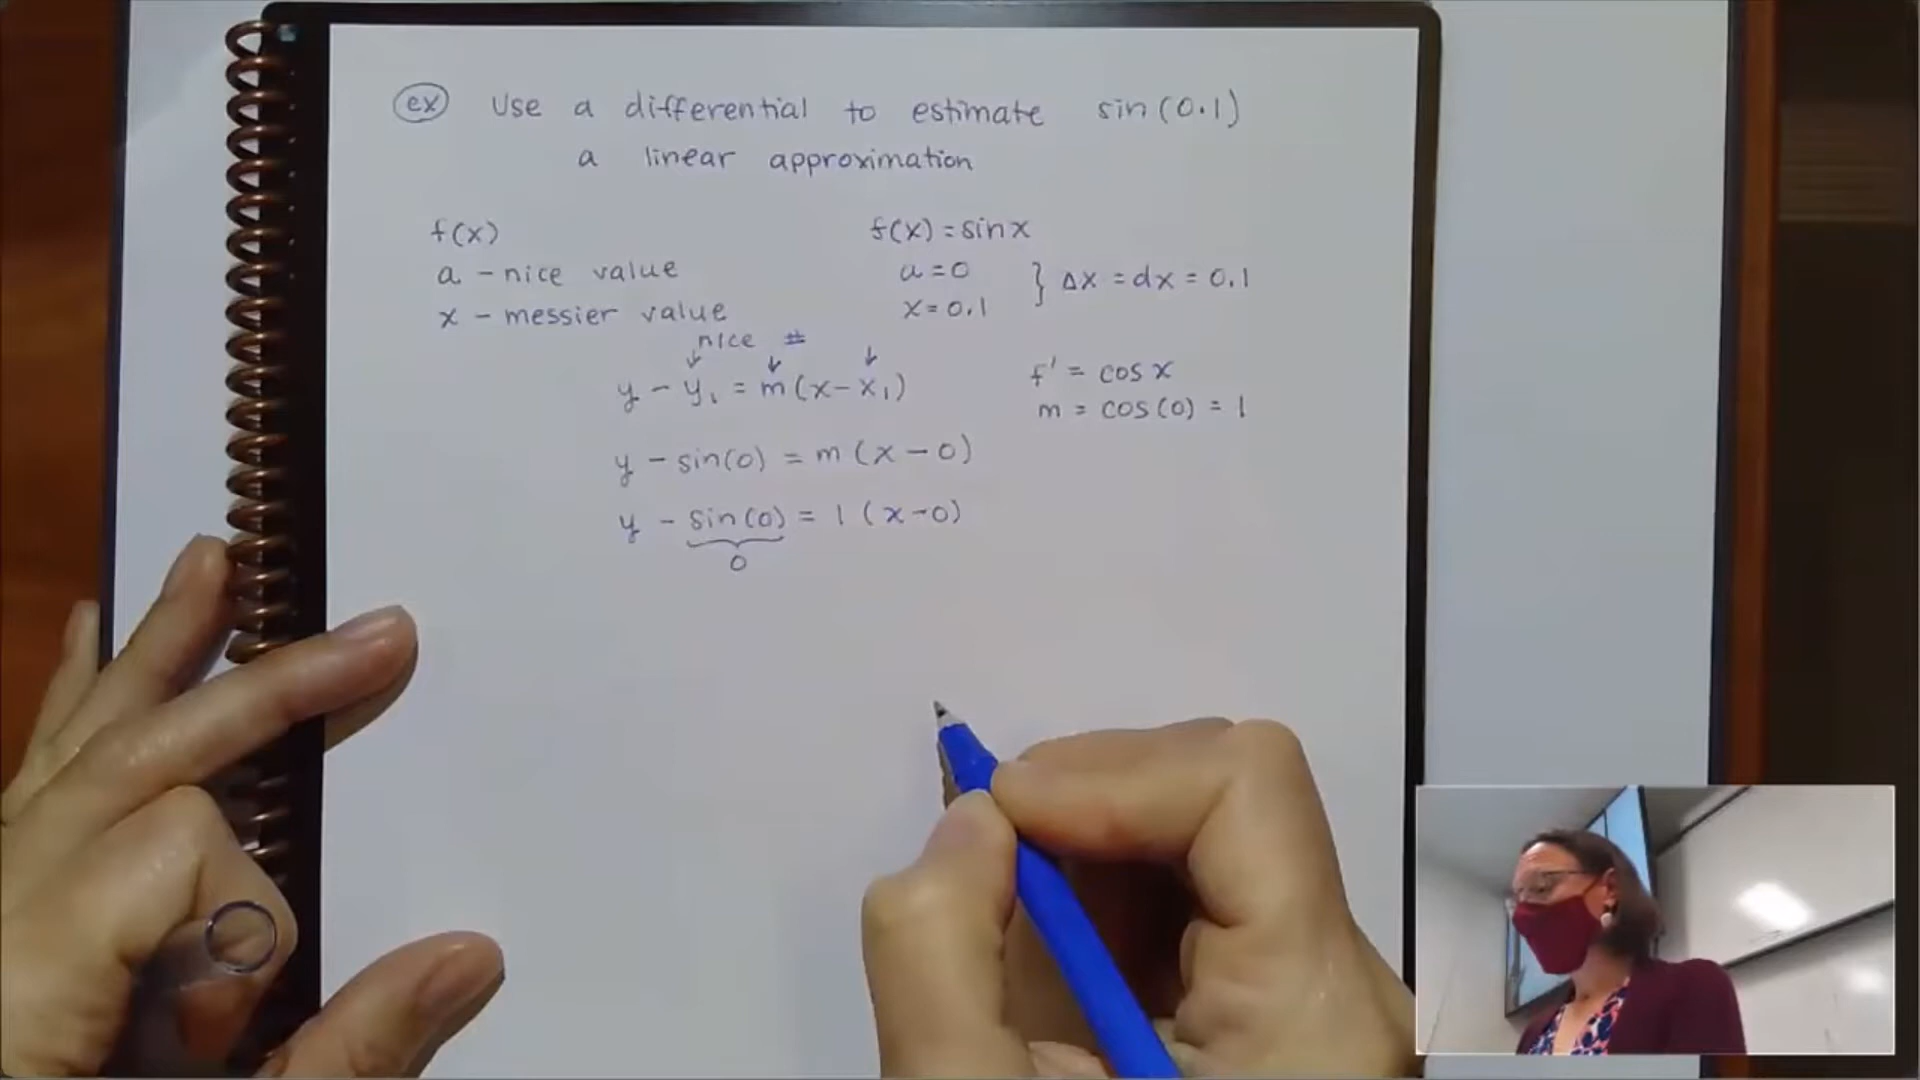 ex Use a differential to estimate sin(0.1)
a linear approximation
f(x)
a - nice value
x - messier value
f(x) = sin x
a = 0
x = 0.1
} Δx = dx = 0.1
nice #
↓ ↓ ↓
y - y₁ = m(x - x₁)
f' = cos x
m = cos(0) = 1
y - sin(0) = m(x - 0)
y - sin(0) = 1(x - 0)
0